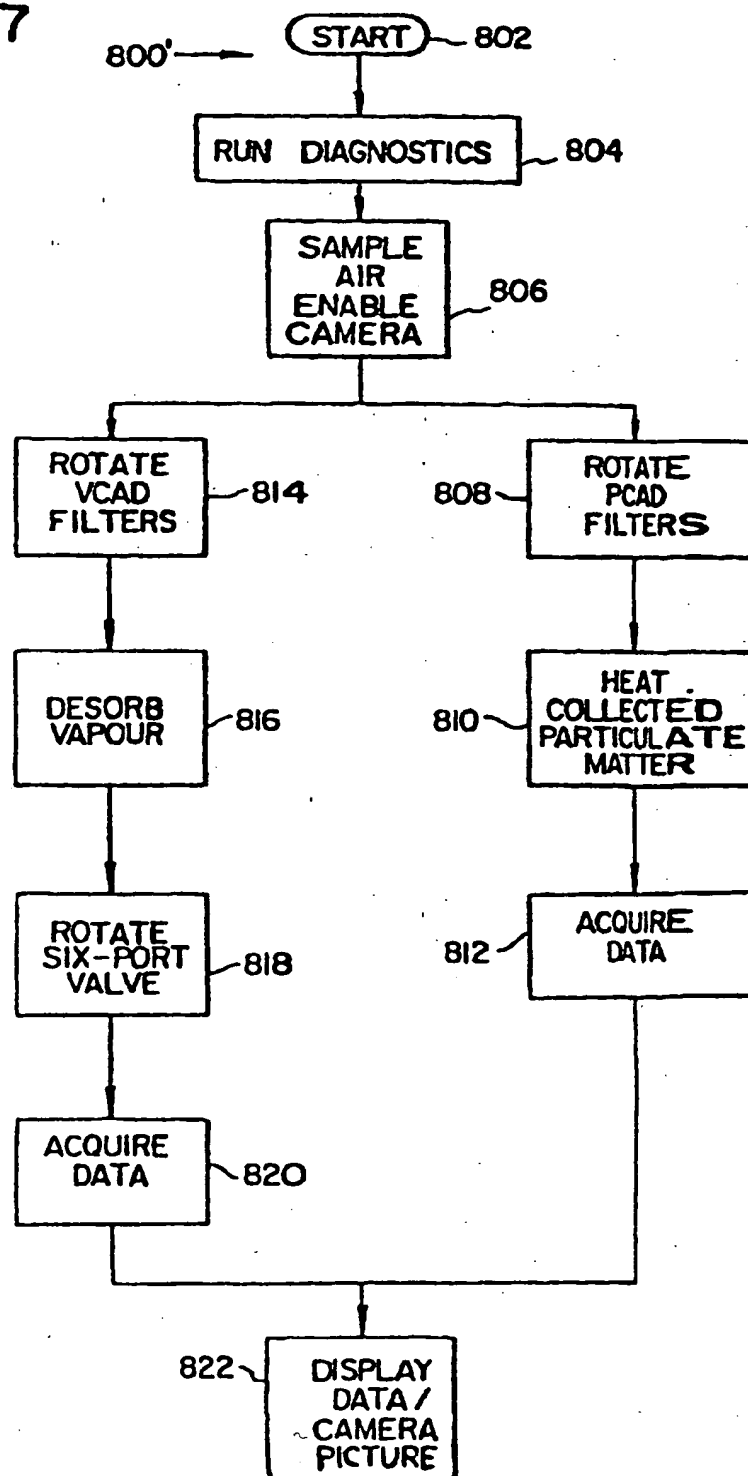 7
800'
START
802
RUN DIAGNOSTICS
804
SAMPLE
AIR
ENABLE
CAMERA
806
ROTATE
VCAD
FILTERS
814
808
ROTATE
PCAD
FILTERS
DESORB
VAPOUR
816
810
HEAT
COLLECTED
PARTICULATE
MATTER
ROTATE
SIX-PORT
VALVE
818
812
ACQUIRE
DATA
ACQUIRE
DATA
820
822
DISPLAY
DATA/
CAMERA
PICTURE